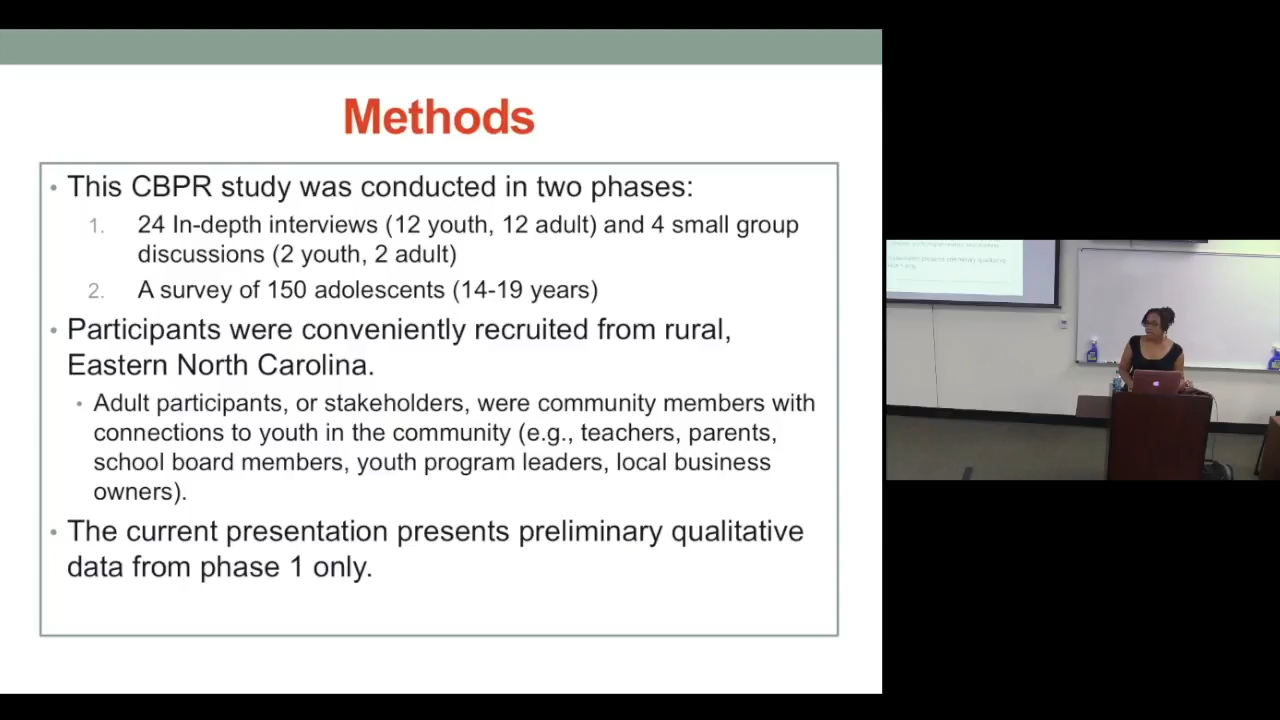 Methods
• This CBPR study was conducted in two phases:
1. 24 In-depth interviews (12 youth, 12 adult) and 4 small group
discussions (2 youth, 2 adult)
2. A survey of 150 adolescents (14-19 years)
• Participants were conveniently recruited from rural,
Eastern North Carolina.
• Adult participants, or stakeholders, were community members with
connections to youth in the community (e.g., teachers, parents,
school board members, youth program leaders, local business
owners).
• The current presentation presents preliminary qualitative
data from phase 1 only.